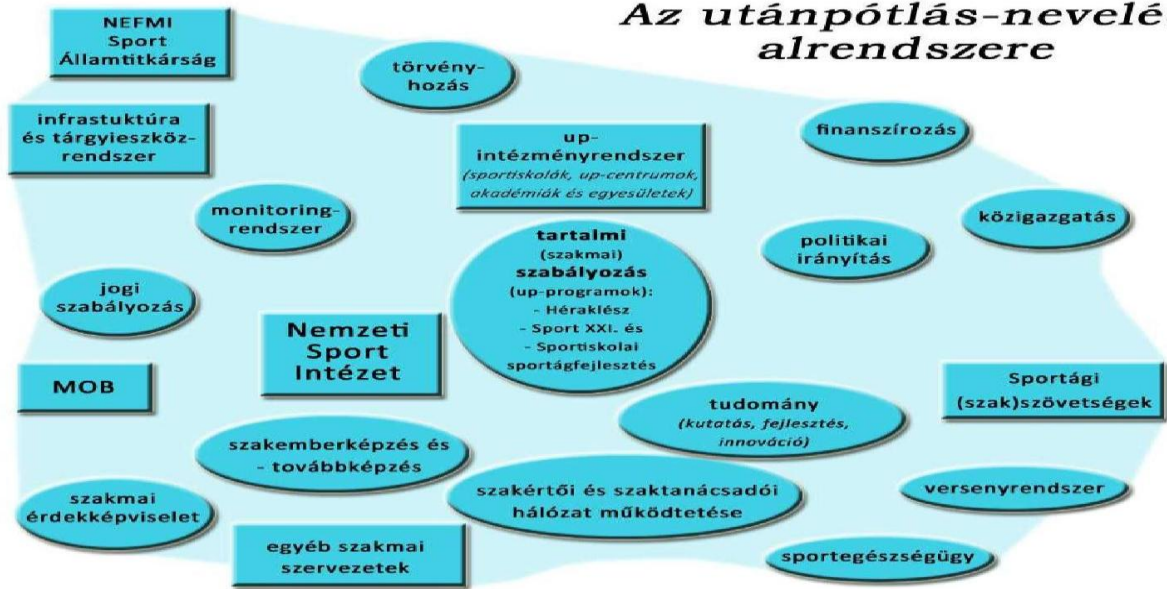 Az utánpótlás-nevelé
alrendszere
NEFMI
Sport
Államtitkárság
törvény-
hozás
infrastuktúra
és tárgyieszköz-
rendszer
up-
intézményrendszer
(sportiskolák, up-centrumok,
akadémiák és egyesületek)
finanszírozás
monitoring-
rendszer
közigazgatás
tartalmi
(szakmai)
szabályozás
(up-programok):
- Héraklész
- Sport XXI. és
- Sportiskolai
sportágfejlesztés
politikai
irányítás
jogi
szabályozás
Nemzeti
Sport
Intézet
MOB
Sportági
(szak)szövetségek
tudomány
(kutatás, fejlesztés,
innováció)
szakemberképzés és
- továbbképzés
szakmai
érdekképviselet
szakértői és szaktanácsadói
hálózat működtetése
versenyrendszer
egyéb szakmai
szervezetek
sportegészségügy